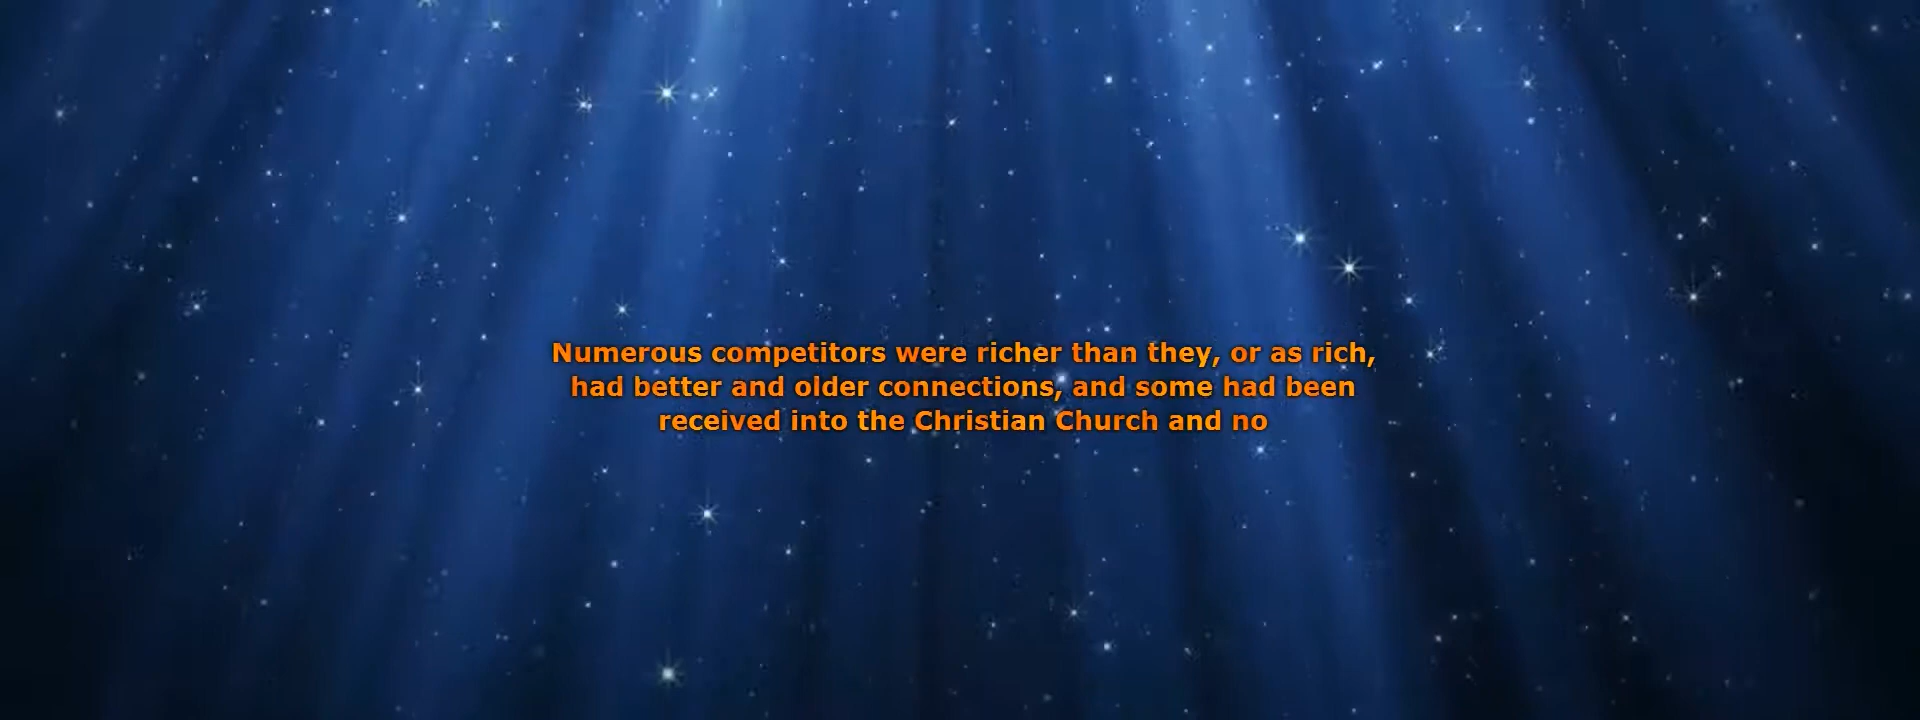 Numerous competitors were richer than they, or as rich,
had better and older connections, and some had been
received into the Christian Church and no